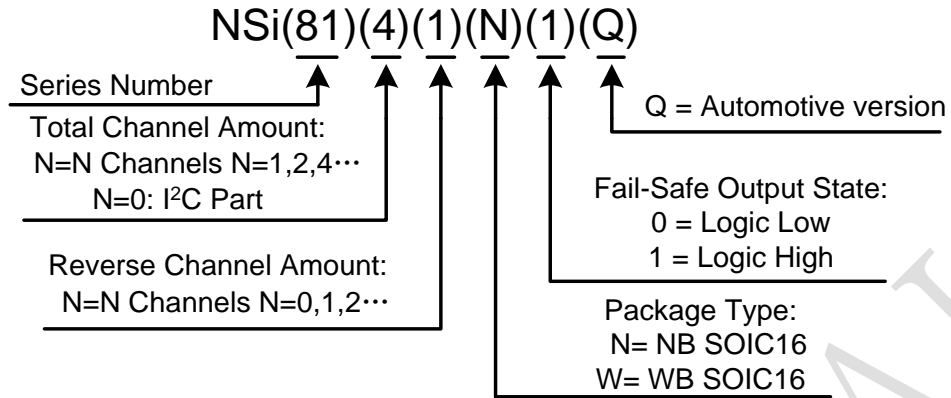 NSi(81)(4)(1)(N)(1)(Q)
Series Number
Total Channel Amount:
N=N Channels N=1,2,4···
N=0: I²C Part
Reverse Channel Amount:
N=N Channels N=0,1,2···
Q = Automotive version
Fail-Safe Output State:
0 = Logic Low
1 = Logic High
Package Type:
N= NB SOIC16
W= WB SOIC16